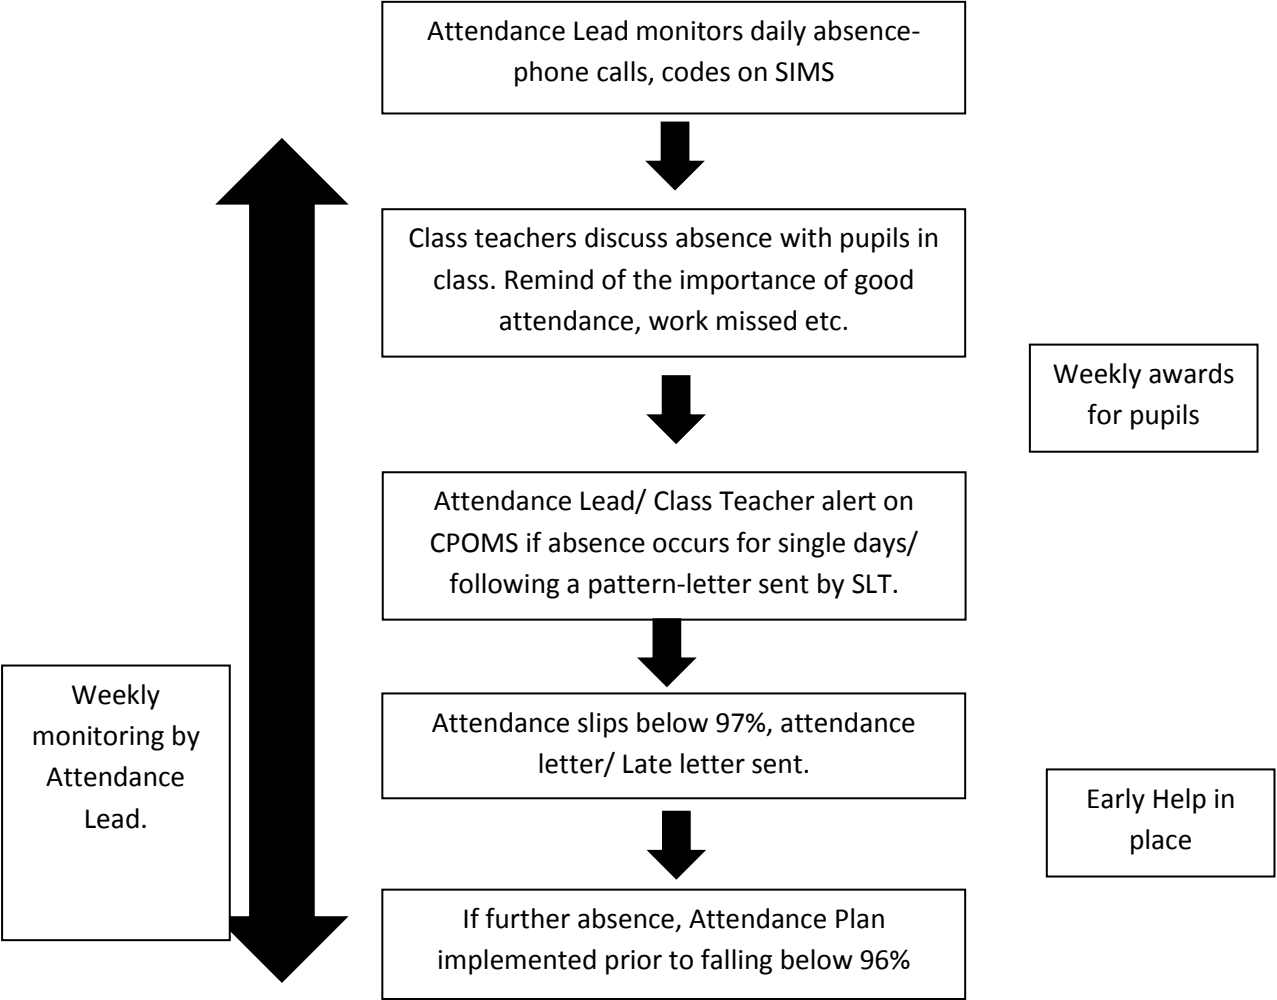 Attendance Lead monitors daily absence-
phone calls, codes on SIMS
Class teachers discuss absence with pupils in
class. Remind of the importance of good
attendance, work missed etc.
Weekly awards
for pupils
Attendance Lead/ Class Teacher alert on
CPOMS if absence occurs for single days/
following a pattern-letter sent by SLT.
Weekly
monitoring by
Attendance
Lead.
Attendance slips below 97%, attendance
letter/ Late letter sent.
Early Help in
place
If further absence, Attendance Plan
implemented prior to falling below 96%